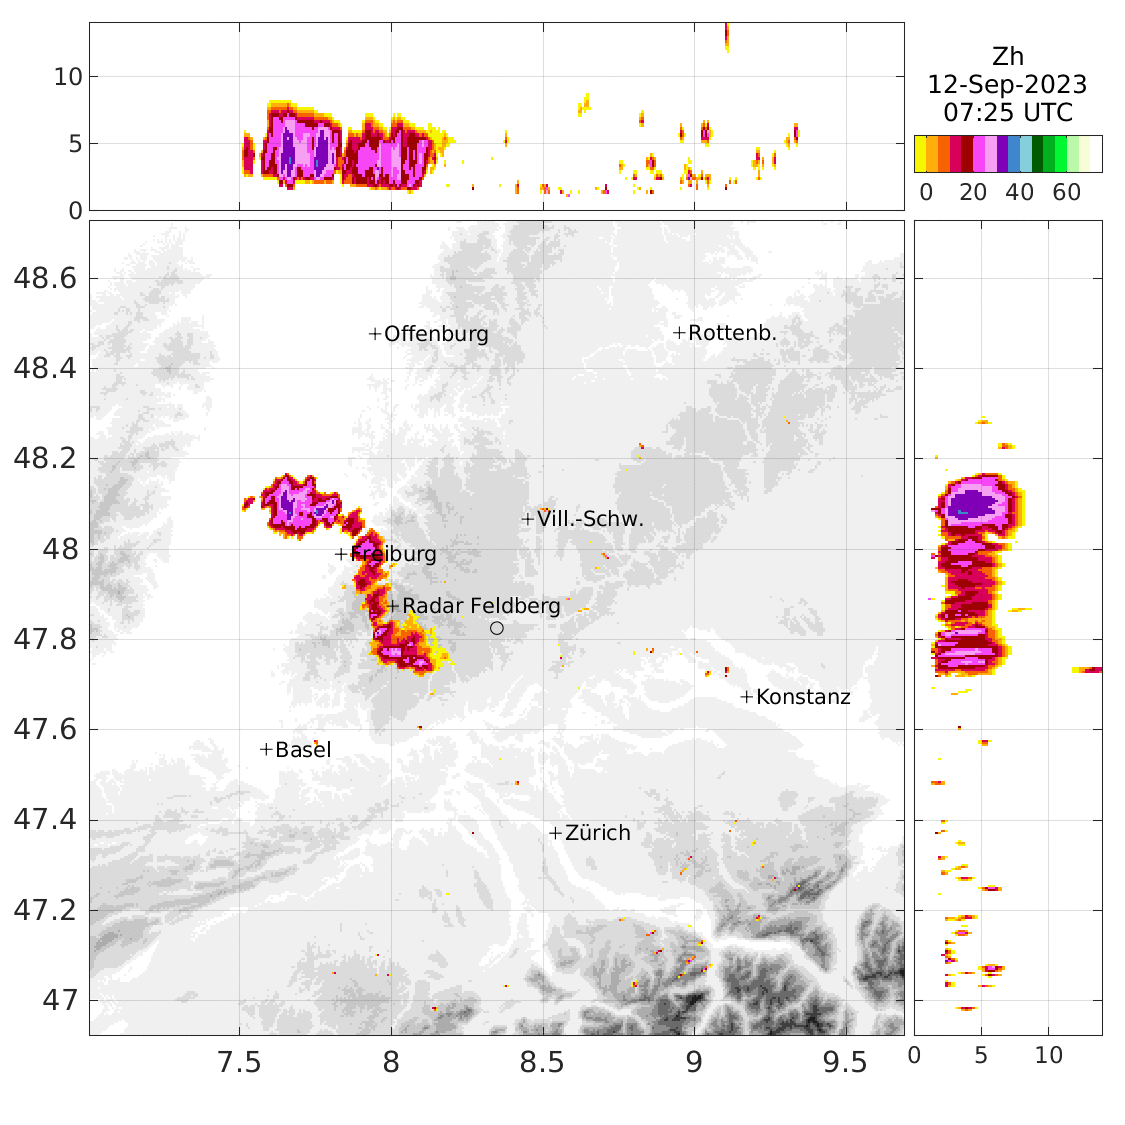 10
5
0
Zh
12-Sep-2023
07:25 UTC
0 20 40 60
48.6
48.4
48.2
48
47.8
47.6
47.4
47.2
47
+Offenburg
+Rottenb.
+Vill.-Schw.
+Freiburg
+Radar Feldberg
+Konstanz
+Basel
+Zürich
7.5 8 8.5 9 9.5
0 5 10